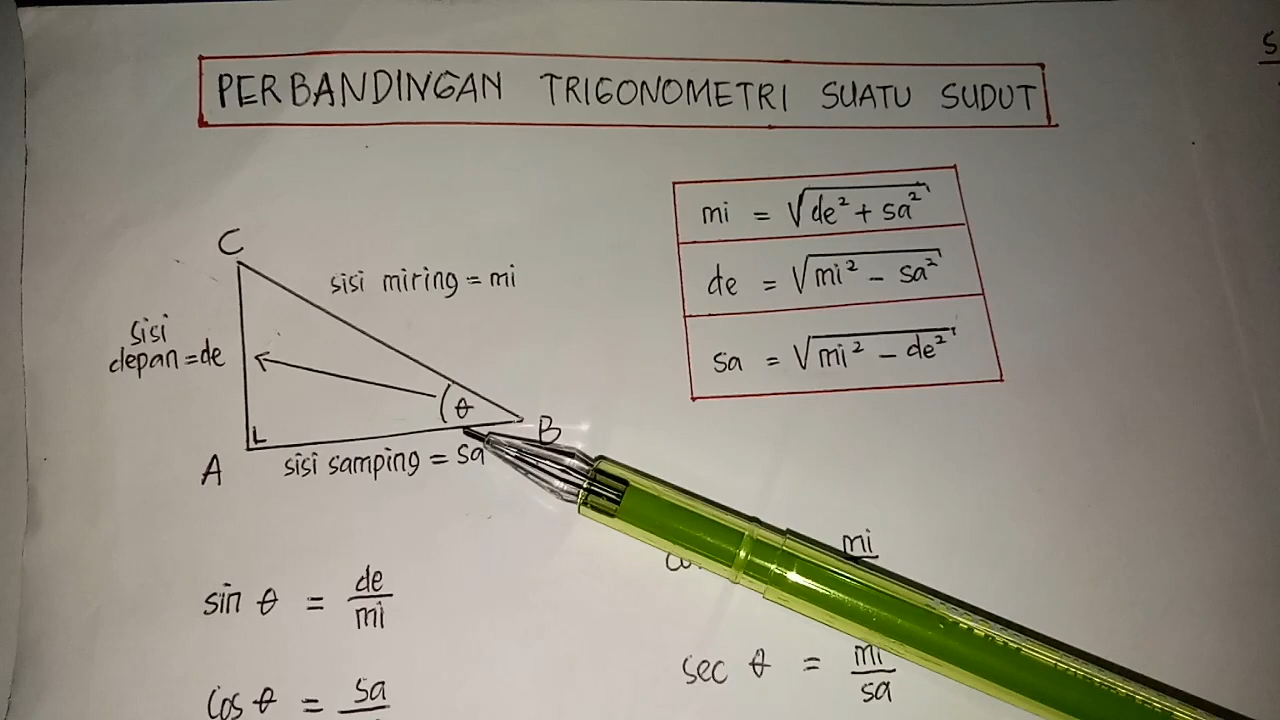 PERBANDINGAN TRIGONOMETRI SUATU SUDUT
mi = √de² + sa²
de = √mi² - sa²
sa = √mi² - de²
C
sisi miring = mi
sisi
depan = de
θ
B
A
sisi samping = sa
sin θ = de/mi
cos θ = sa
mi
sec θ = mi/sa